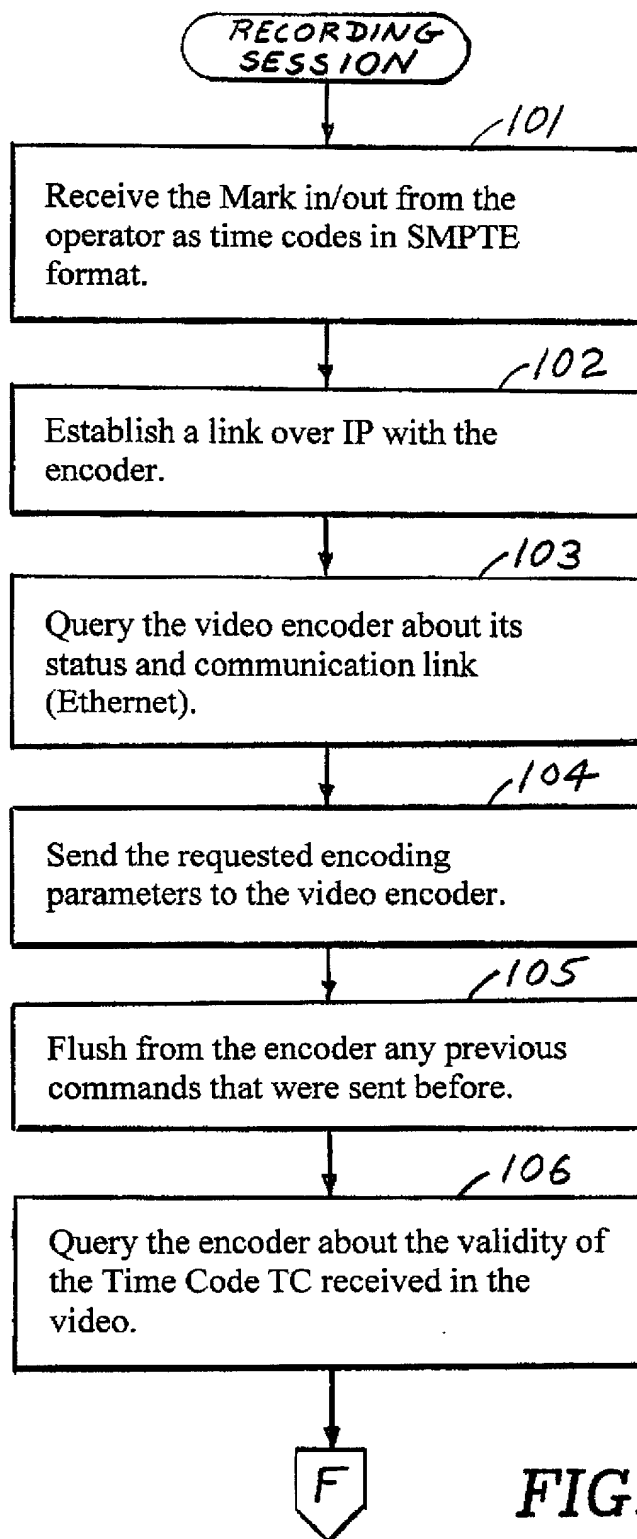 RECORDING
SESSION
101
Receive the Mark in/out from the
operator as time codes in SMPTE
format.
102
Establish a link over IP with the
encoder.
103
Query the video encoder about its
status and communication link
(Ethernet).
104
Send the requested encoding
parameters to the video encoder.
105
Flush from the encoder any previous
commands that were sent before.
106
Query the encoder about the validity of
the Time Code TC received in the
video.
F
FIG.